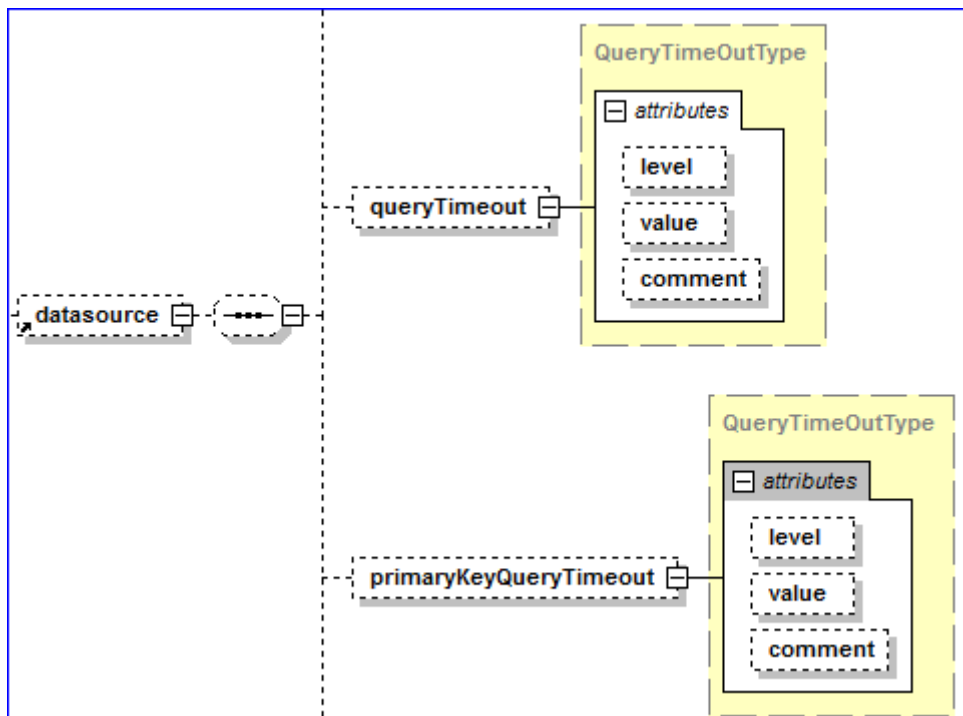 QueryTimeOutType
attributes
level
queryTimeout
value
comment
datasource
QueryTimeOutType
attributes
level
primaryKeyQueryTimeout
value
comment